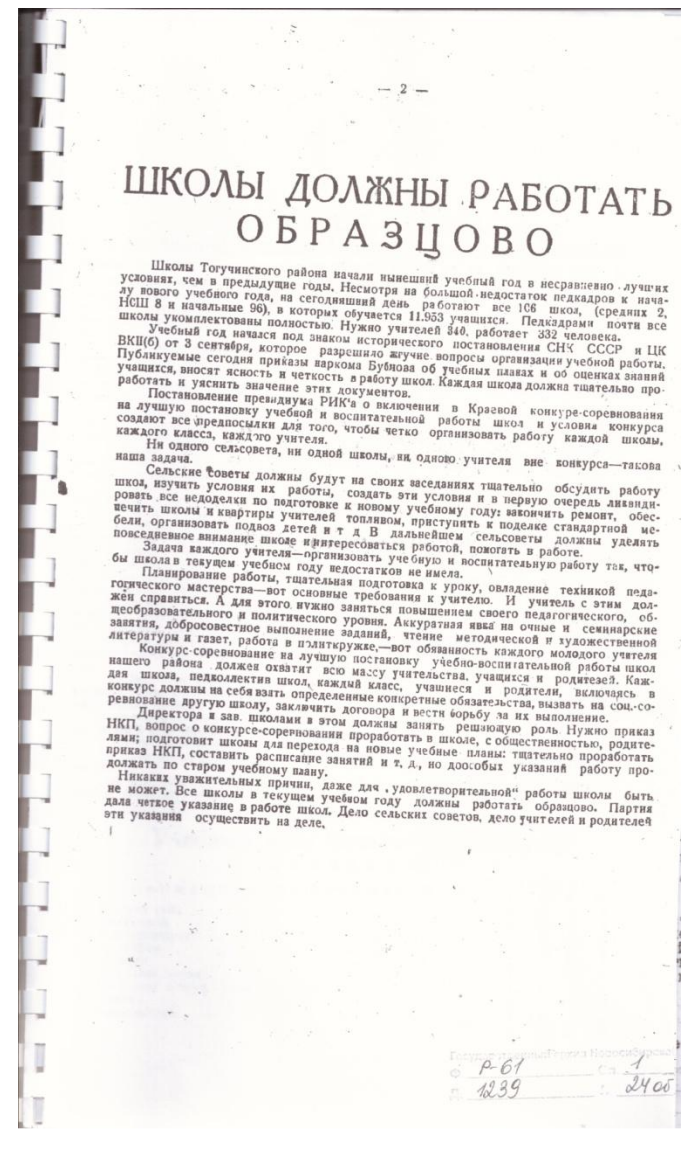 — 2 —
ШКОЛЫ ДОЛЖНЫ РАБОТАТЬ
ОБРАЗЦОВО
Школы Тогучинского района начали нынешний учебный год в несравненно лучших
условиях, чем в предыдущие годы. Несмотря на большой недостаток педкадров к нача-
лу нового учебного года, на сегодняшний день работают все 106 школ, (средних 2,
НСШ 8 и начальные 96), в которых обучается 11.953 учащихся. Педкадрами почти все
школы укомплектованы полностью. Нужно учителей 340, работает 332 человека.
Учебный год начался под знаком исторического постановления СНК СССР и ЦК
ВКП(б) от 3 сентября, которое разрешило жгучие вопросы организации учебной работы.
Публикуемые сегодня приказы наркома Бубнова об учебных планах и об оценках знаний
учащихся, вносят ясность и четкость в работу школ. Каждая школа должна тщательно про-
работать и уяснить значение этих документов.
Постановление президиума РИК'а о включении в Краевой конкурс-соревнования
на лучшую постановку учебной и воспитательной работы школ и условия конкурса
создают все предпосылки для того, чтобы четко организовать работу каждой школы,
каждого класса, каждого учителя.
Ни одного сельсовета, ни одной школы, ни одного учителя вне конкурса—такова
наша задача.
Сельские советы должны будут на своих заседаниях тщательно обсудить работу
школ, изучить условия их работы, создать эти условия и в первую очередь ликвиди-
ровать все недоделки по подготовке к новому учебному году: закончить ремонт, обес-
печить школы и квартиры учителей топливом, приступить к поделке стандартной ме-
бели, организовать подвоз детей и т д В дальнейшем сельсоветы должны уделять
повседневное внимание школе и интересоваться работой, помогать в работе.
Задача каждого учителя—организовать учебную и воспитательную работу так, что-
бы школа в текущем учебном году недостатков не имела.
Планирование работы, тщательная подготовка к уроку, овладение техникой педа-
гогического мастерства—вот основные требования к учителю. И учитель с этим дол-
жен справиться. А для этого нужно заняться повышением своего педагогического, об-
щеобразовательного и политического уровня. Аккуратная явка на очные и семинарские
занятия, добросовестное выполнение заданий, чтение методической и художественной
литературы и газет, работа в политкружке,—вот обязанность каждого молодого учителя
Конкурс-соревнование на лучшую постановку учебно-воспитательной работы школ
нашего района должен охватит всю массу учительства, учащихся и родителей. Каж-
дая школа, педколлектив школ, каждый класс, учашиеся и родители, включаясь в
конкурс должны на себя взять определенные конкретные обязательства, вызвать на соц.-со-
ревнование другую школу, заключить договора и вести борьбу за их выполнение.
Директора и зав. школами в этом должны занять решающую роль. Нужно приказ
НКП, вопрос о конкурсе-соревновании проработать в школе, с общественностью, родите-
лями; подготовит школы для перехода на новые учебные планы: тщательно проработать
приказ НКП, составить расписание занятий и т, д., но до особых указаний работу про-
должать по старом учебному плану.
Никаких уважительных причин, даже для „удовлетворительной“ работы школы быть
не может. Все школы в текущем учебном году должны работать образцово. Партия
дала четкое указание в работе школ. Дело сельских советов, дело учителей и родителей
эти указания осуществить на деле.
Р-61 1
1239 24об